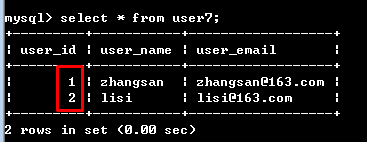 mysql> select * from user7;
+---------+-----------+------------------+
| user_id | user_name | user_email       |
+---------+-----------+------------------+
|       1 | zhangsan  | zhangsan@163.com |
|       2 | lisi      | lisi@163.com     |
+---------+-----------+------------------+
2 rows in set (0.00 sec)